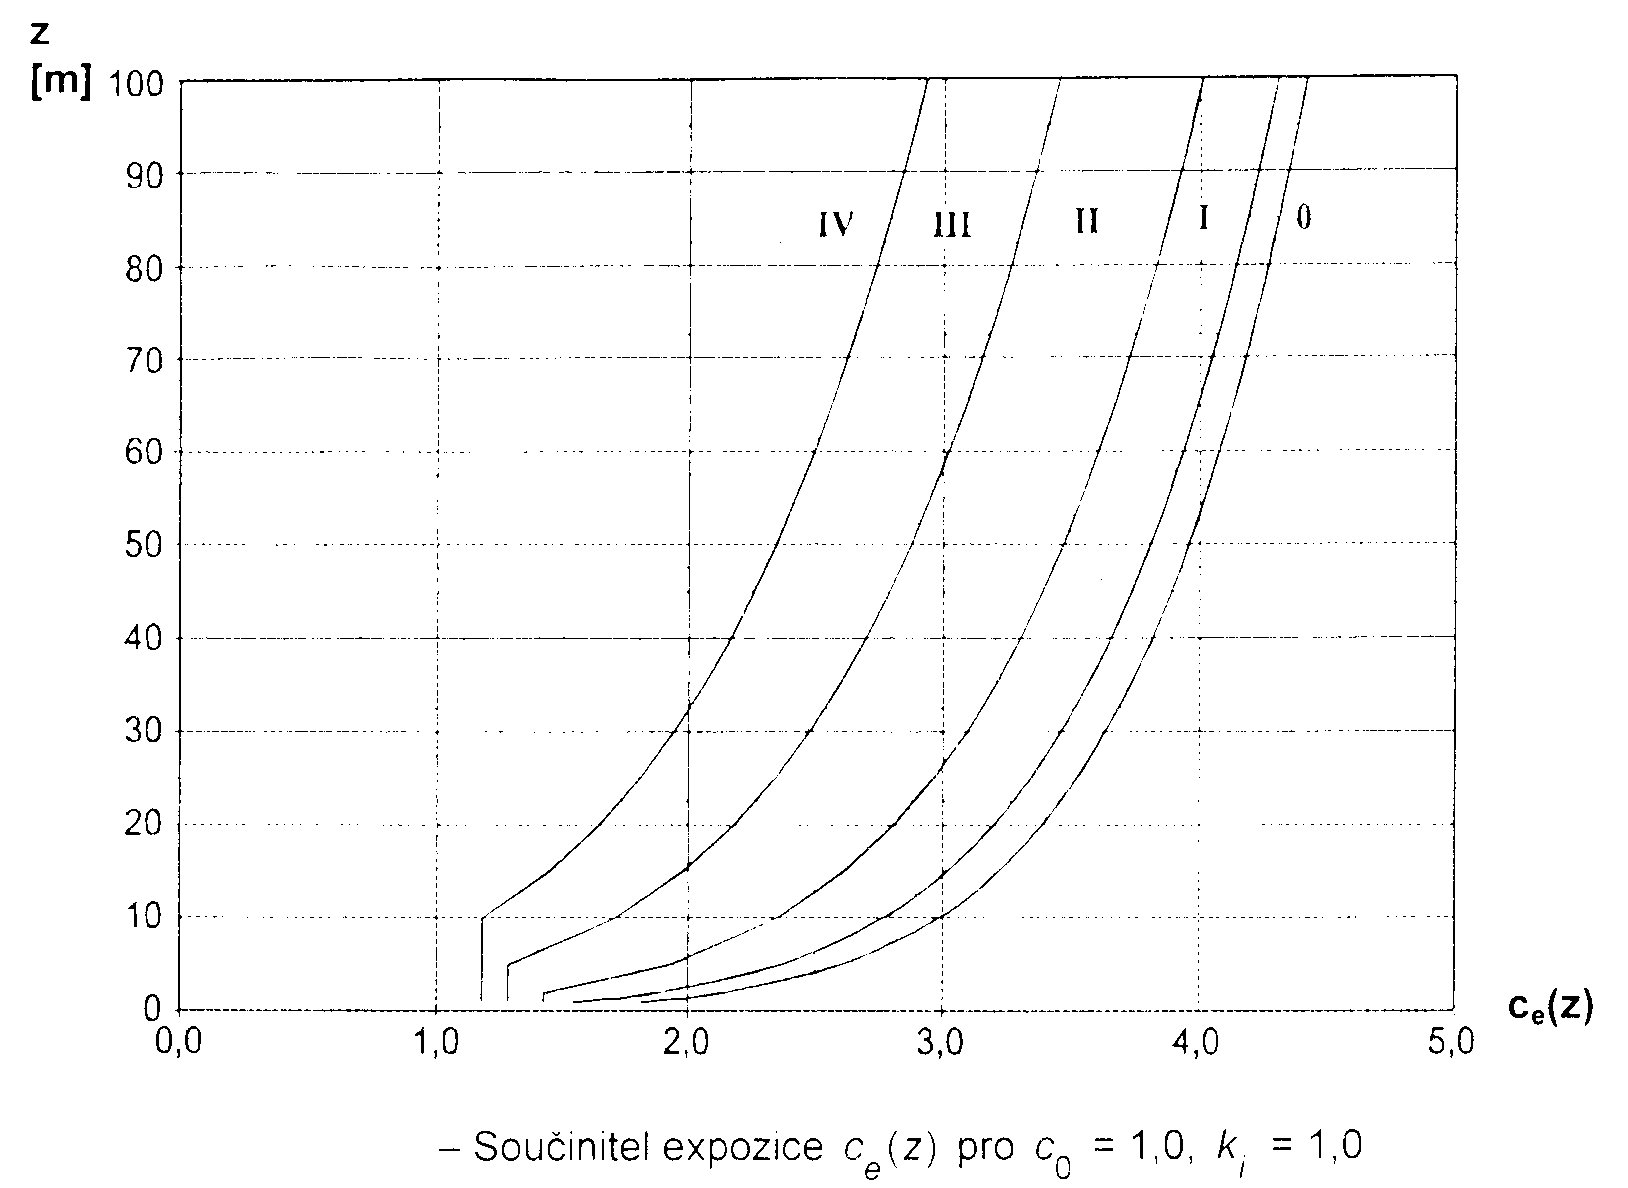 z
[m] 100
90
IV III II I 0
80
70
60
50
40
30
20
10
0
0,0 1,0 2,0 3,0 4,0 5,0
ce(z)
– Součinitel expozice ce(z) pro c0 = 1,0, ki = 1,0